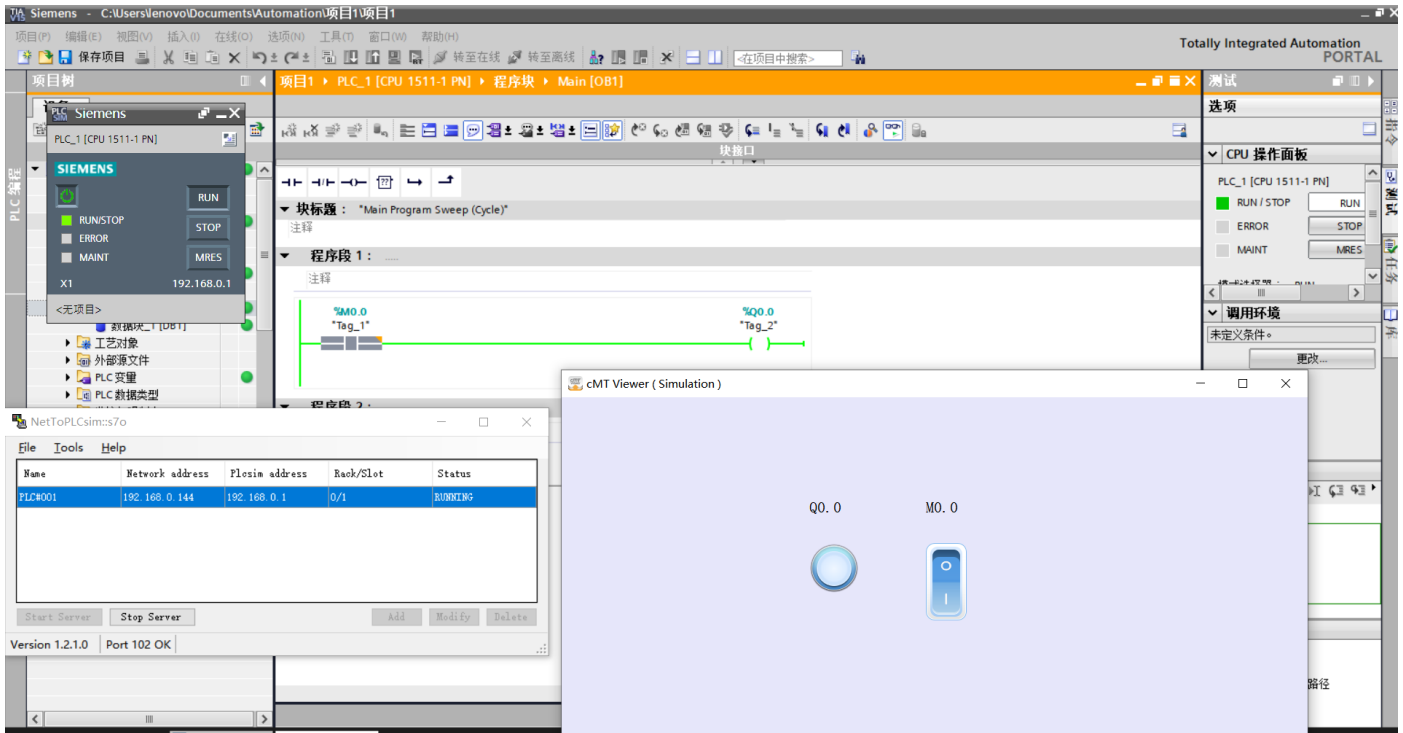 Siemens - C:\Users\lenovo\Documents\Automation\项目1\项目1
项目(P) 编辑(E) 视图(V) 插入(I) 在线(O) 选项(N) 工具(T) 窗口(W) 帮助(H)
Totally Integrated Automation
PORTAL
保存项目
转至在线
转至离线
<在项目中搜索>
项目树
项目1
PLC_1 [CPU 1511-1 PN]
程序块
Main [OB1]
测试
选项
PLC 编程
Siemens
PLC_1 [CPU 1511-1 PN]
SIEMENS
RUN
RUN/STOP
STOP
ERROR
MAINT
MRES
X1
192.168.0.1
<无项目>
数据块_1 [DB1]
工艺对象
外部源文件
PLC 变量
PLC 数据类型
块接口
块标题： "Main Program Sweep (Cycle)"
注释
程序段 1： .....
注释
%M0.0
"Tag_1"
%Q0.0
"Tag_2"
程序段 2：
CPU 操作面板
PLC_1 [CPU 1511-1 PN]
RUN / STOP
RUN
ERROR
STOP
MAINT
MRES
调用环境
未定义条件。
更改...
任务
路径
NetToPLCsim::s7o
File Tools Help
Name Network address Plcsim address Rack/Slot Status
PLC#001 192.168.0.144 192.168.0.1 0/1 RUNNING
Start Server Stop Server Add Modify Delete
Version 1.2.1.0 Port 102 OK
cMT Viewer ( Simulation )
Q0.0
M0.0